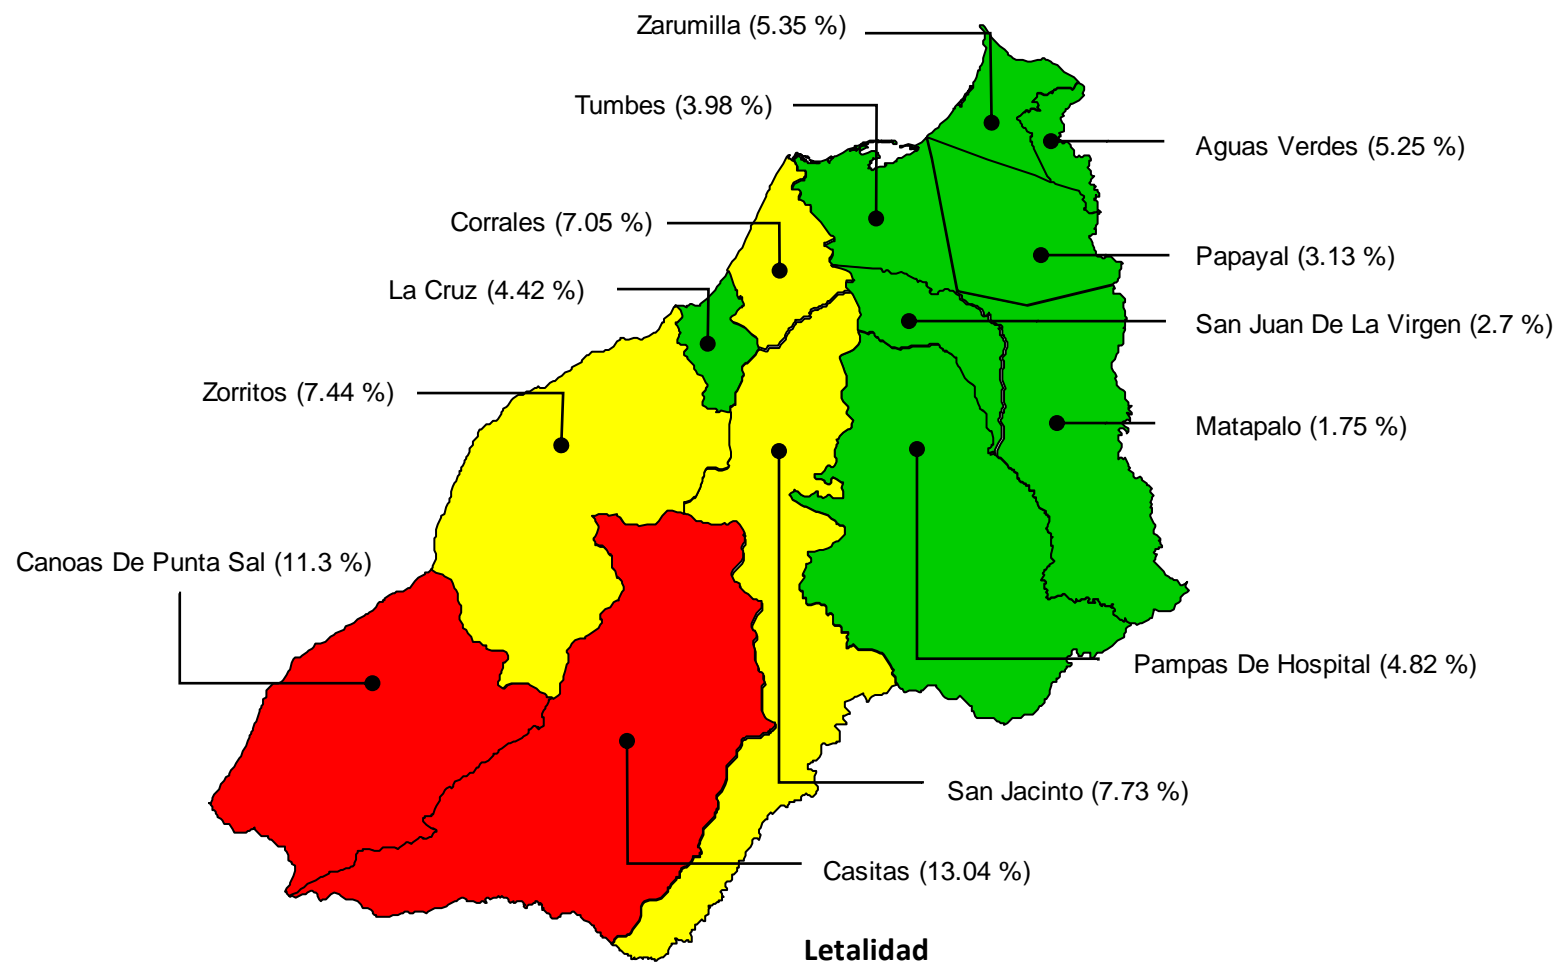 Zarumilla (5.35 %)
Tumbes (3.98 %)
Aguas Verdes (5.25 %)
Corrales (7.05 %)
Papayal (3.13 %)
La Cruz (4.42 %)
San Juan De La Virgen (2.7 %)
Zorritos (7.44 %)
Matapalo (1.75 %)
Canoas De Punta Sal (11.3 %)
Pampas De Hospital (4.82 %)
San Jacinto (7.73 %)
Casitas (13.04 %)
Letalidad